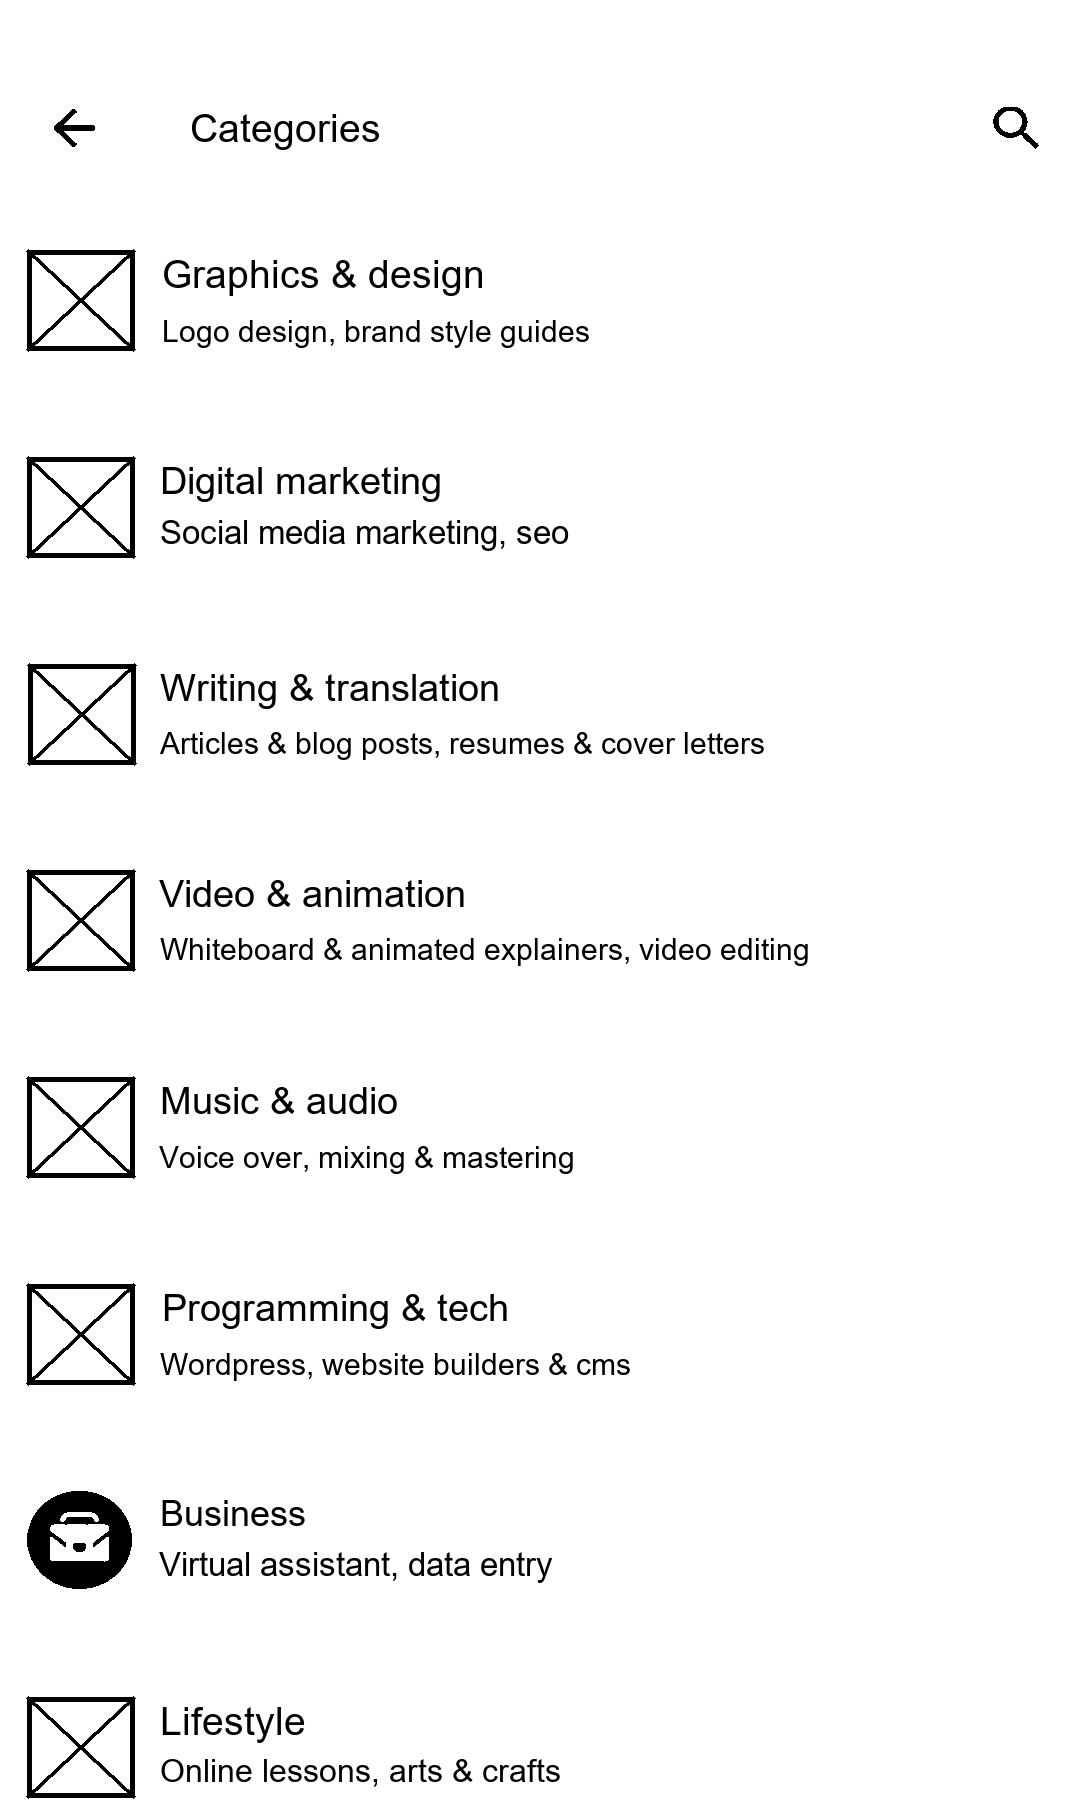 Categories
Graphics & design
Logo design, brand style guides
Digital marketing
Social media marketing, seo
Writing & translation
Articles & blog posts, resumes & cover letters
Video & animation
Whiteboard & animated explainers, video editing
Music & audio
Voice over, mixing & mastering
Programming & tech
Wordpress, website builders & cms
Business
Virtual assistant, data entry
Lifestyle
Online lessons, arts & crafts